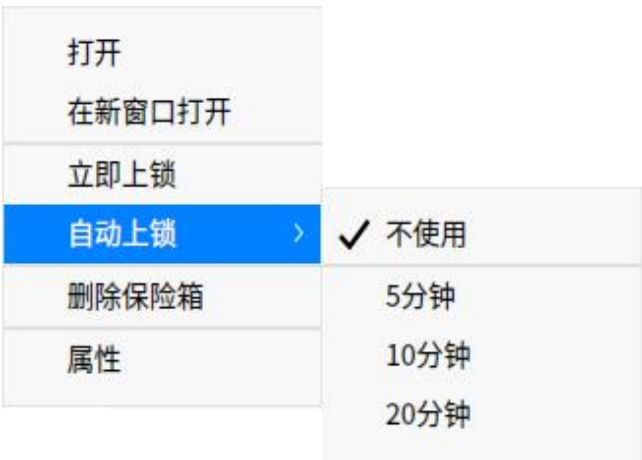 打开
在新窗口打开
立即上锁
自动上锁
删除保险箱
属性
不使用
5分钟
10分钟
20分钟